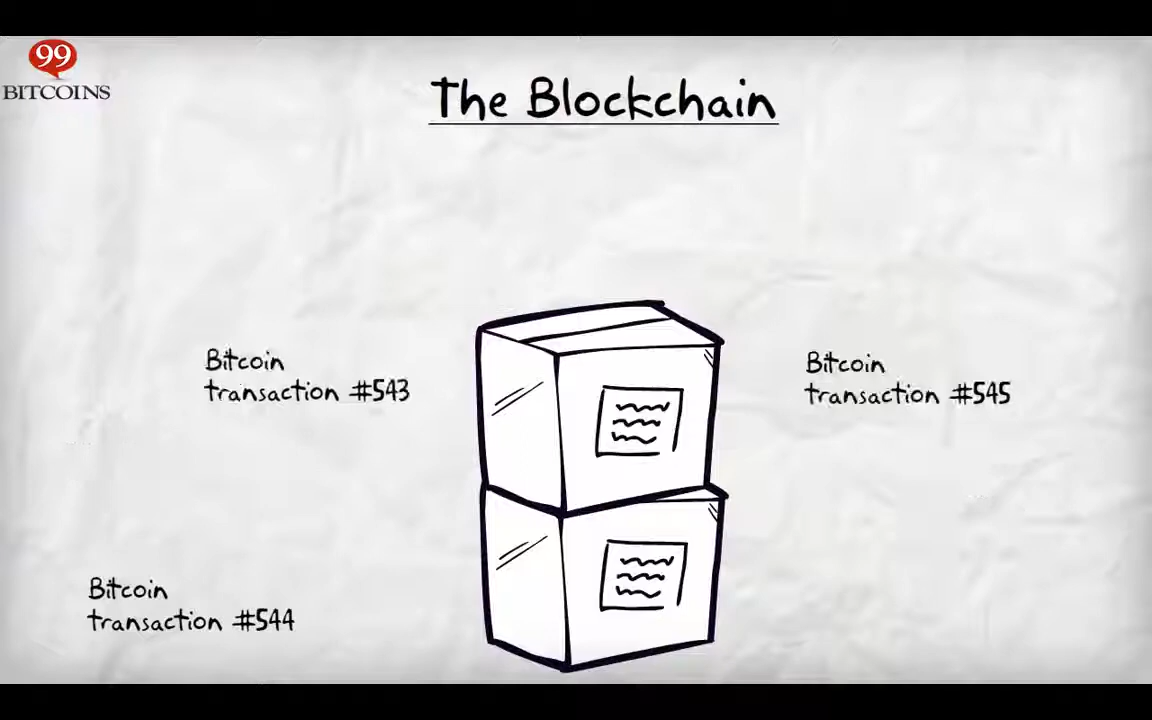 99
BITCOINS
The Blockchain
Bitcoin
transaction #543
Bitcoin
transaction #545
Bitcoin
transaction #544